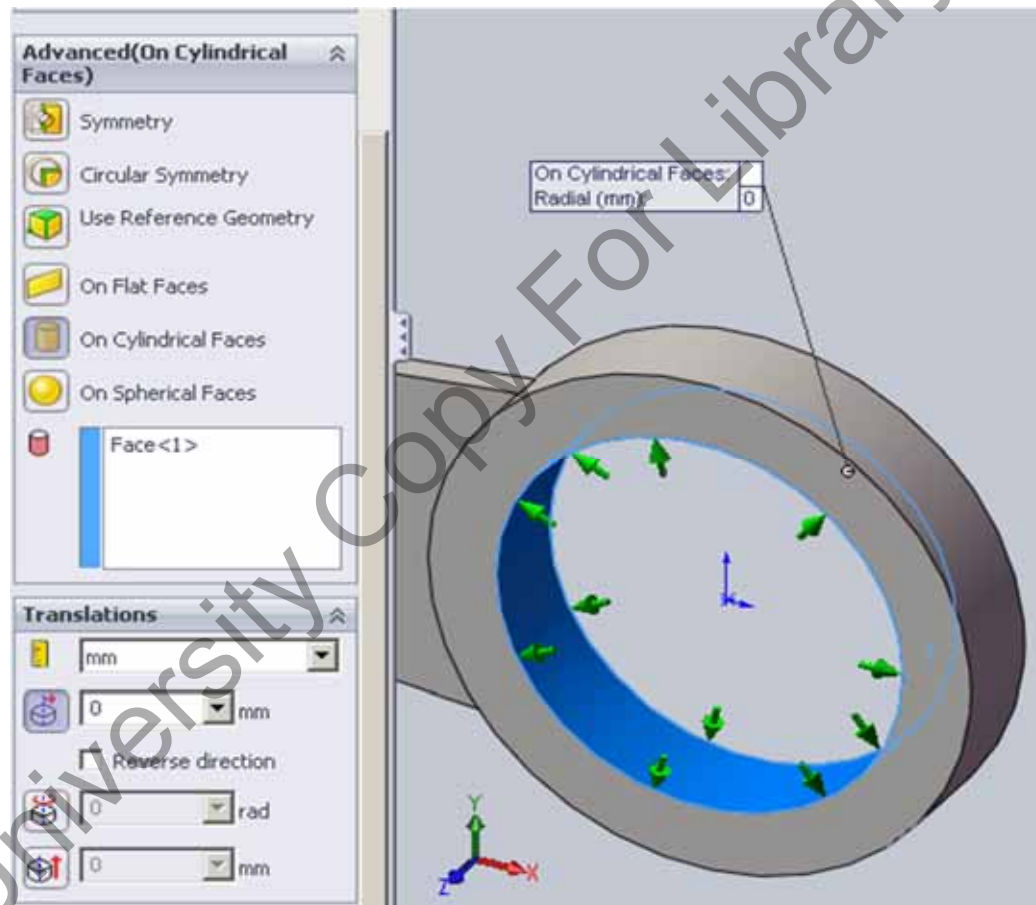 Advanced(On Cylindrical
Faces)
Symmetry
Circular Symmetry
Use Reference Geometry
On Flat Faces
On Cylindrical Faces
On Spherical Faces
Face<1>
Translations
mm
0 mm
Reverse direction
0 rad
0 mm
On Cylindrical Faces:
Radial (mm): 0
Y
X
Z
University Copy For Library